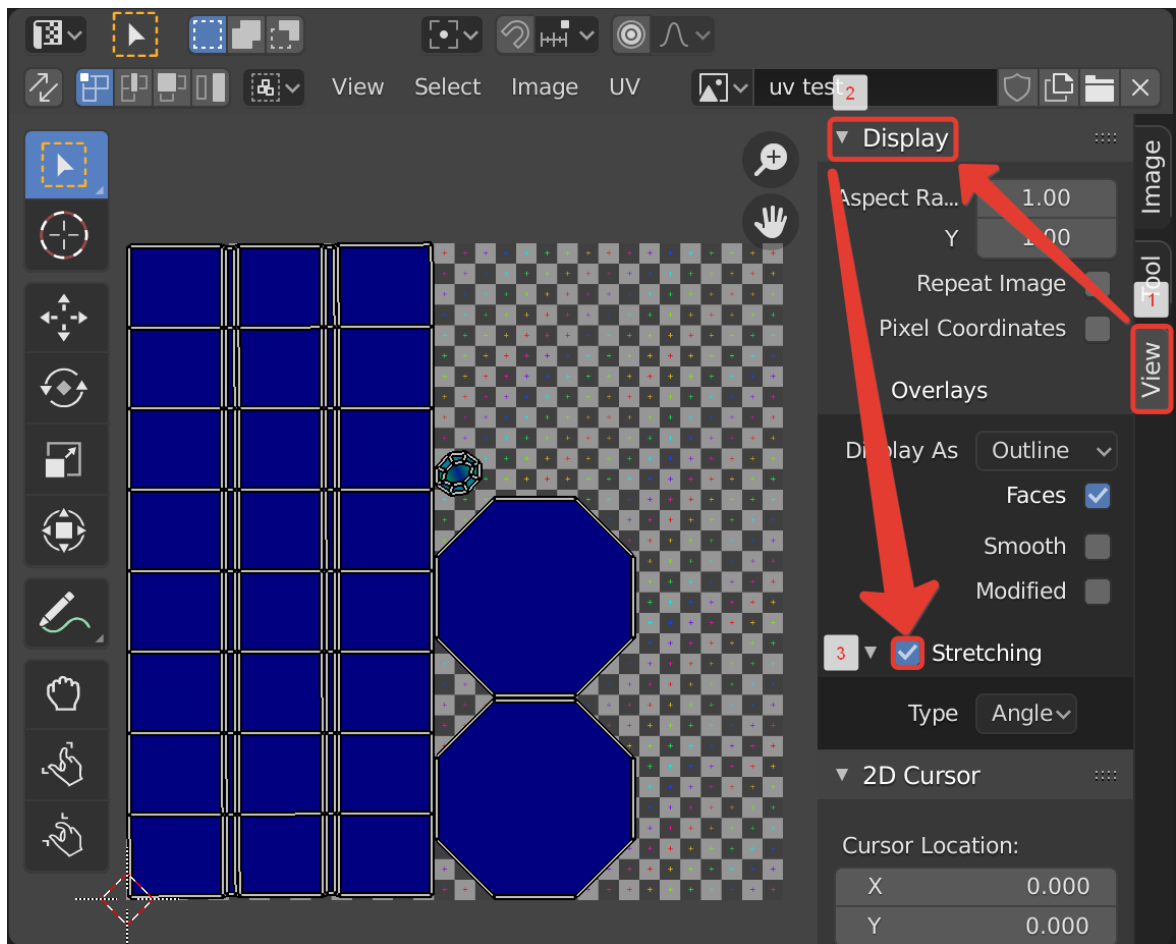 View Select Image UV uv test
2
Display
Image
Aspect Ra... 1.00
Y 1.00
Tool
Repeat Image
1
Pixel Coordinates
View
Overlays
Display As Outline
Faces
Smooth
Modified
3 Stretching
Type Angle
2D Cursor
Cursor Location:
X 0.000
Y 0.000